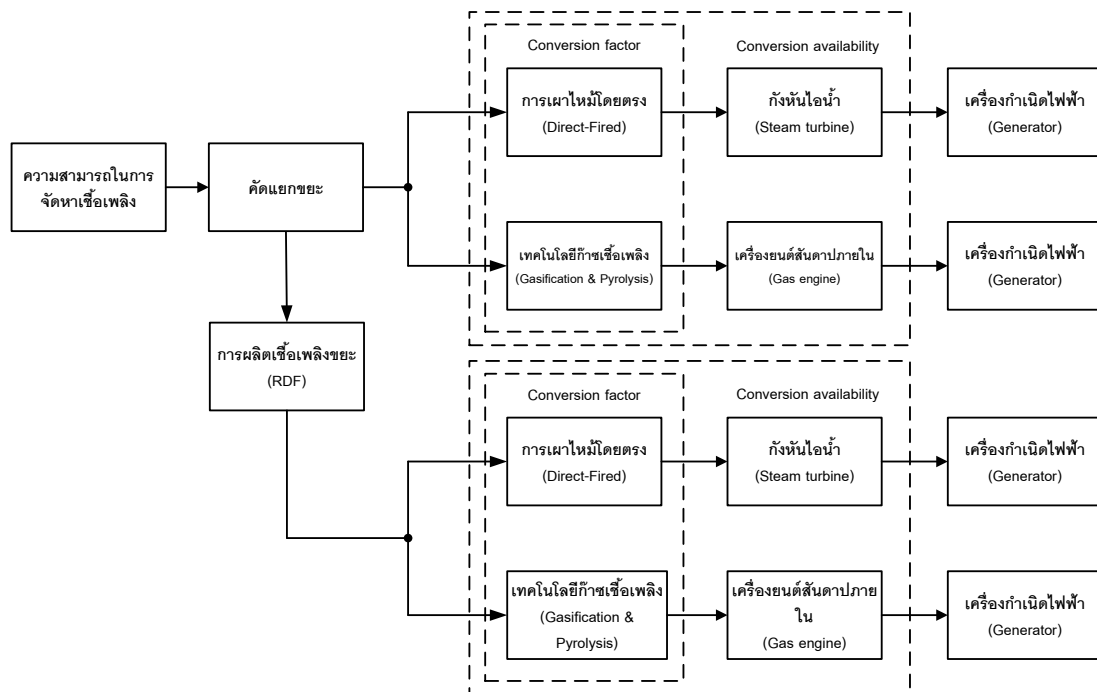 Conversion factor
Conversion availability
การเผาไหม้โดยตรง
(Direct-Fired)
กังหันไอน้ำ
(Steam turbine)
เครื่องกำเนิดไฟฟ้า
(Generator)
ความสามารถในการ
จัดหาเชื้อเพลิง
คัดแยกขยะ
เทคโนโลยีก๊าซเชื้อเพลิง
(Gasification & Pyrolysis)
เครื่องยนต์สันดาปภายใน
(Gas engine)
เครื่องกำเนิดไฟฟ้า
(Generator)
การผลิตเชื้อเพลิงขยะ
(RDF)
Conversion factor
Conversion availability
การเผาไหม้โดยตรง
(Direct-Fired)
กังหันไอน้ำ
(Steam turbine)
เครื่องกำเนิดไฟฟ้า
(Generator)
เทคโนโลยีก๊าซเชื้อเพลิง
(Gasification &
Pyrolysis)
เครื่องยนต์สันดาปภาย
ใน
(Gas engine)
เครื่องกำเนิดไฟฟ้า
(Generator)